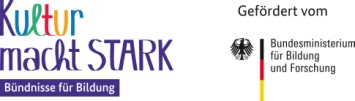 Kultur
macht STARK
Bündnisse für Bildung
Gefördert vom
Bundesministerium
für Bildung
und Forschung